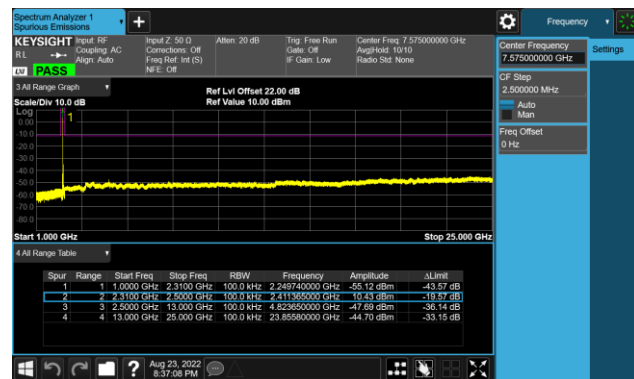 Spectrum Analyzer 1
Spurious Emissions
Frequency
KEYSIGHT
Input: RF
Coupling: AC
Align: Auto
Input Z: 50 Ω
Corrections: Off
Freq Ref: Int (S)
NFE: Off
Atten: 20 dB
Trig: Free Run
Gate: Off
IF Gain: Low
Center Freq: 7.575000000 GHz
Avg|Hold: 10/10
Radio Std: None
R L
LXI
PASS
Center Frequency
7.575000000 GHz
Settings
CF Step
2.500000 MHz
Auto
Man
Freq Offset
0 Hz
3 All Range Graph
Scale/Div 10.0 dB
Ref Lvl Offset 22.00 dB
Ref Value 10.00 dBm
Log
1
0.00
-10.0
-20.0
-30.0
-40.0
-50.0
-60.0
-70.0
-80.0
Start 1.000 GHz
Stop 25.000 GHz
4 All Range Table
Spur Range Start Freq Stop Freq RBW Frequency Amplitude ΔLimit
1 1 1.0000 GHz 2.3100 GHz 100.0 kHz 2.249740000 GHz -55.12 dBm -43.57 dB
2 2 2.3100 GHz 2.5000 GHz 100.0 kHz 2.411365000 GHz 10.43 dBm -19.57 dB
3 3 2.5000 GHz 13.000 GHz 100.0 kHz 4.823650000 GHz -47.69 dBm -36.14 dB
4 4 13.000 GHz 25.000 GHz 100.0 kHz 23.85580000 GHz -44.70 dBm -33.15 dB
Aug 23, 2022
8:37:08 PM